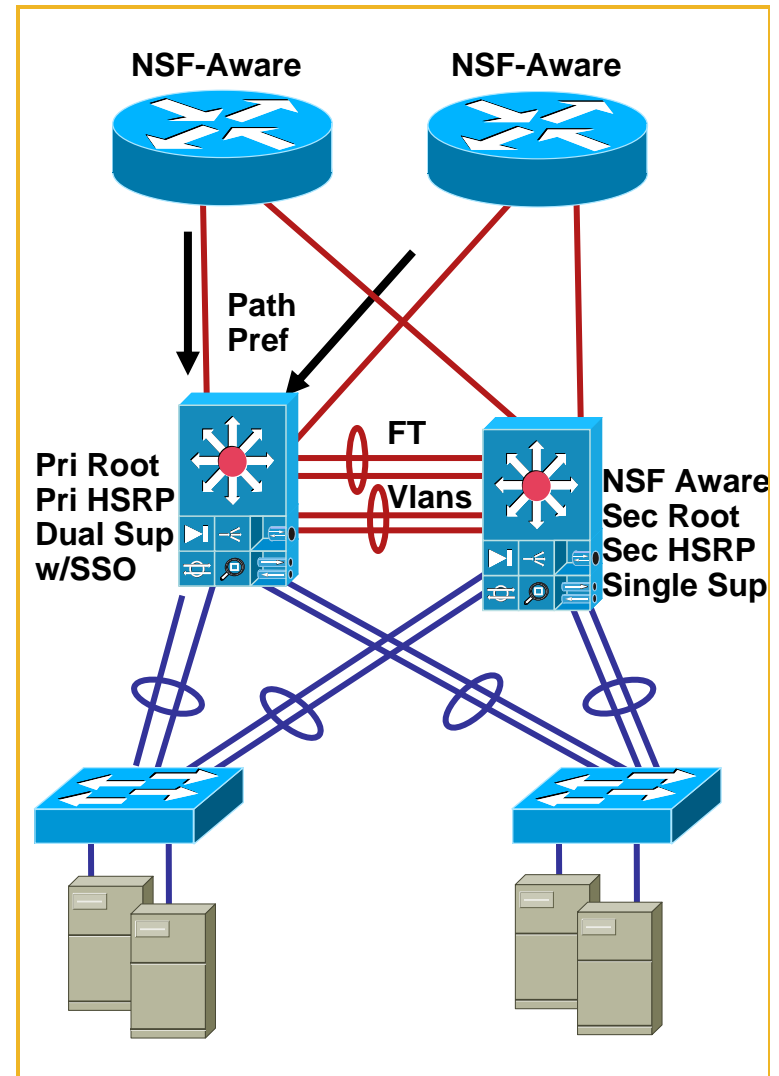 NSF-Aware
NSF-Aware
Path
Pref
FT
Vlans
Pri Root
Pri HSRP
Dual Sup
w/SSO
NSF Aware
Sec Root
Sec HSRP
Single Sup